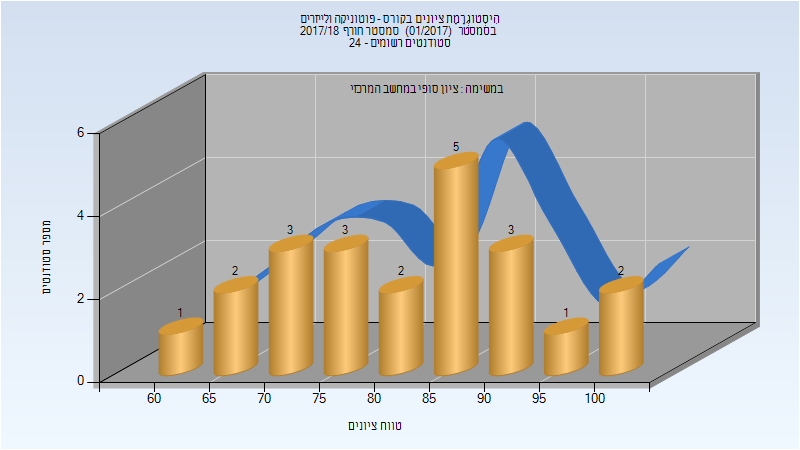 היסטוגרמת ציונים בקורס - פוטוניקה ולייזרים
בסמסטר (01/2017) סמסטר חורף 2017/18
סטודנטים רשומים - 24
במשימה : ציון סופי במחשב המרכזי
מספר סטודנטים
6
4
2
0
1
2
3
3
2
5
3
1
2
60 65 70 75 80 85 90 95 100
טווח ציונים